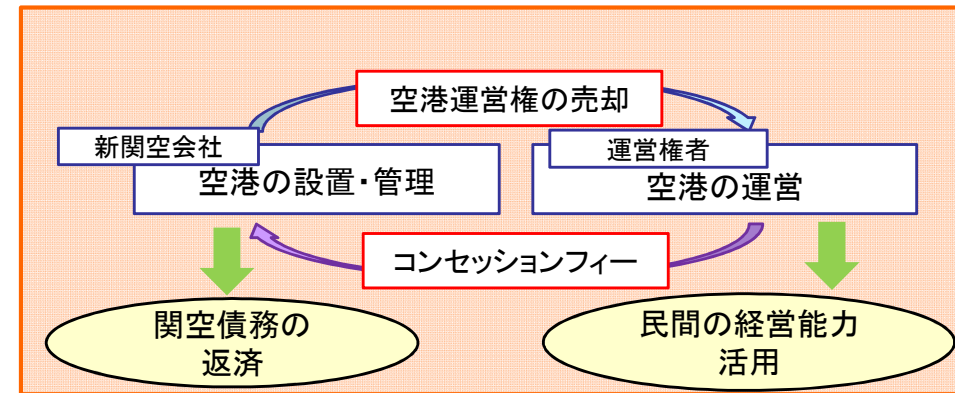 空港運営権の売却
新関空会社
運営権者
空港の設置・管理
空港の運営
コンセッションフィー
関空債務の
返済
民間の経営能力
活用